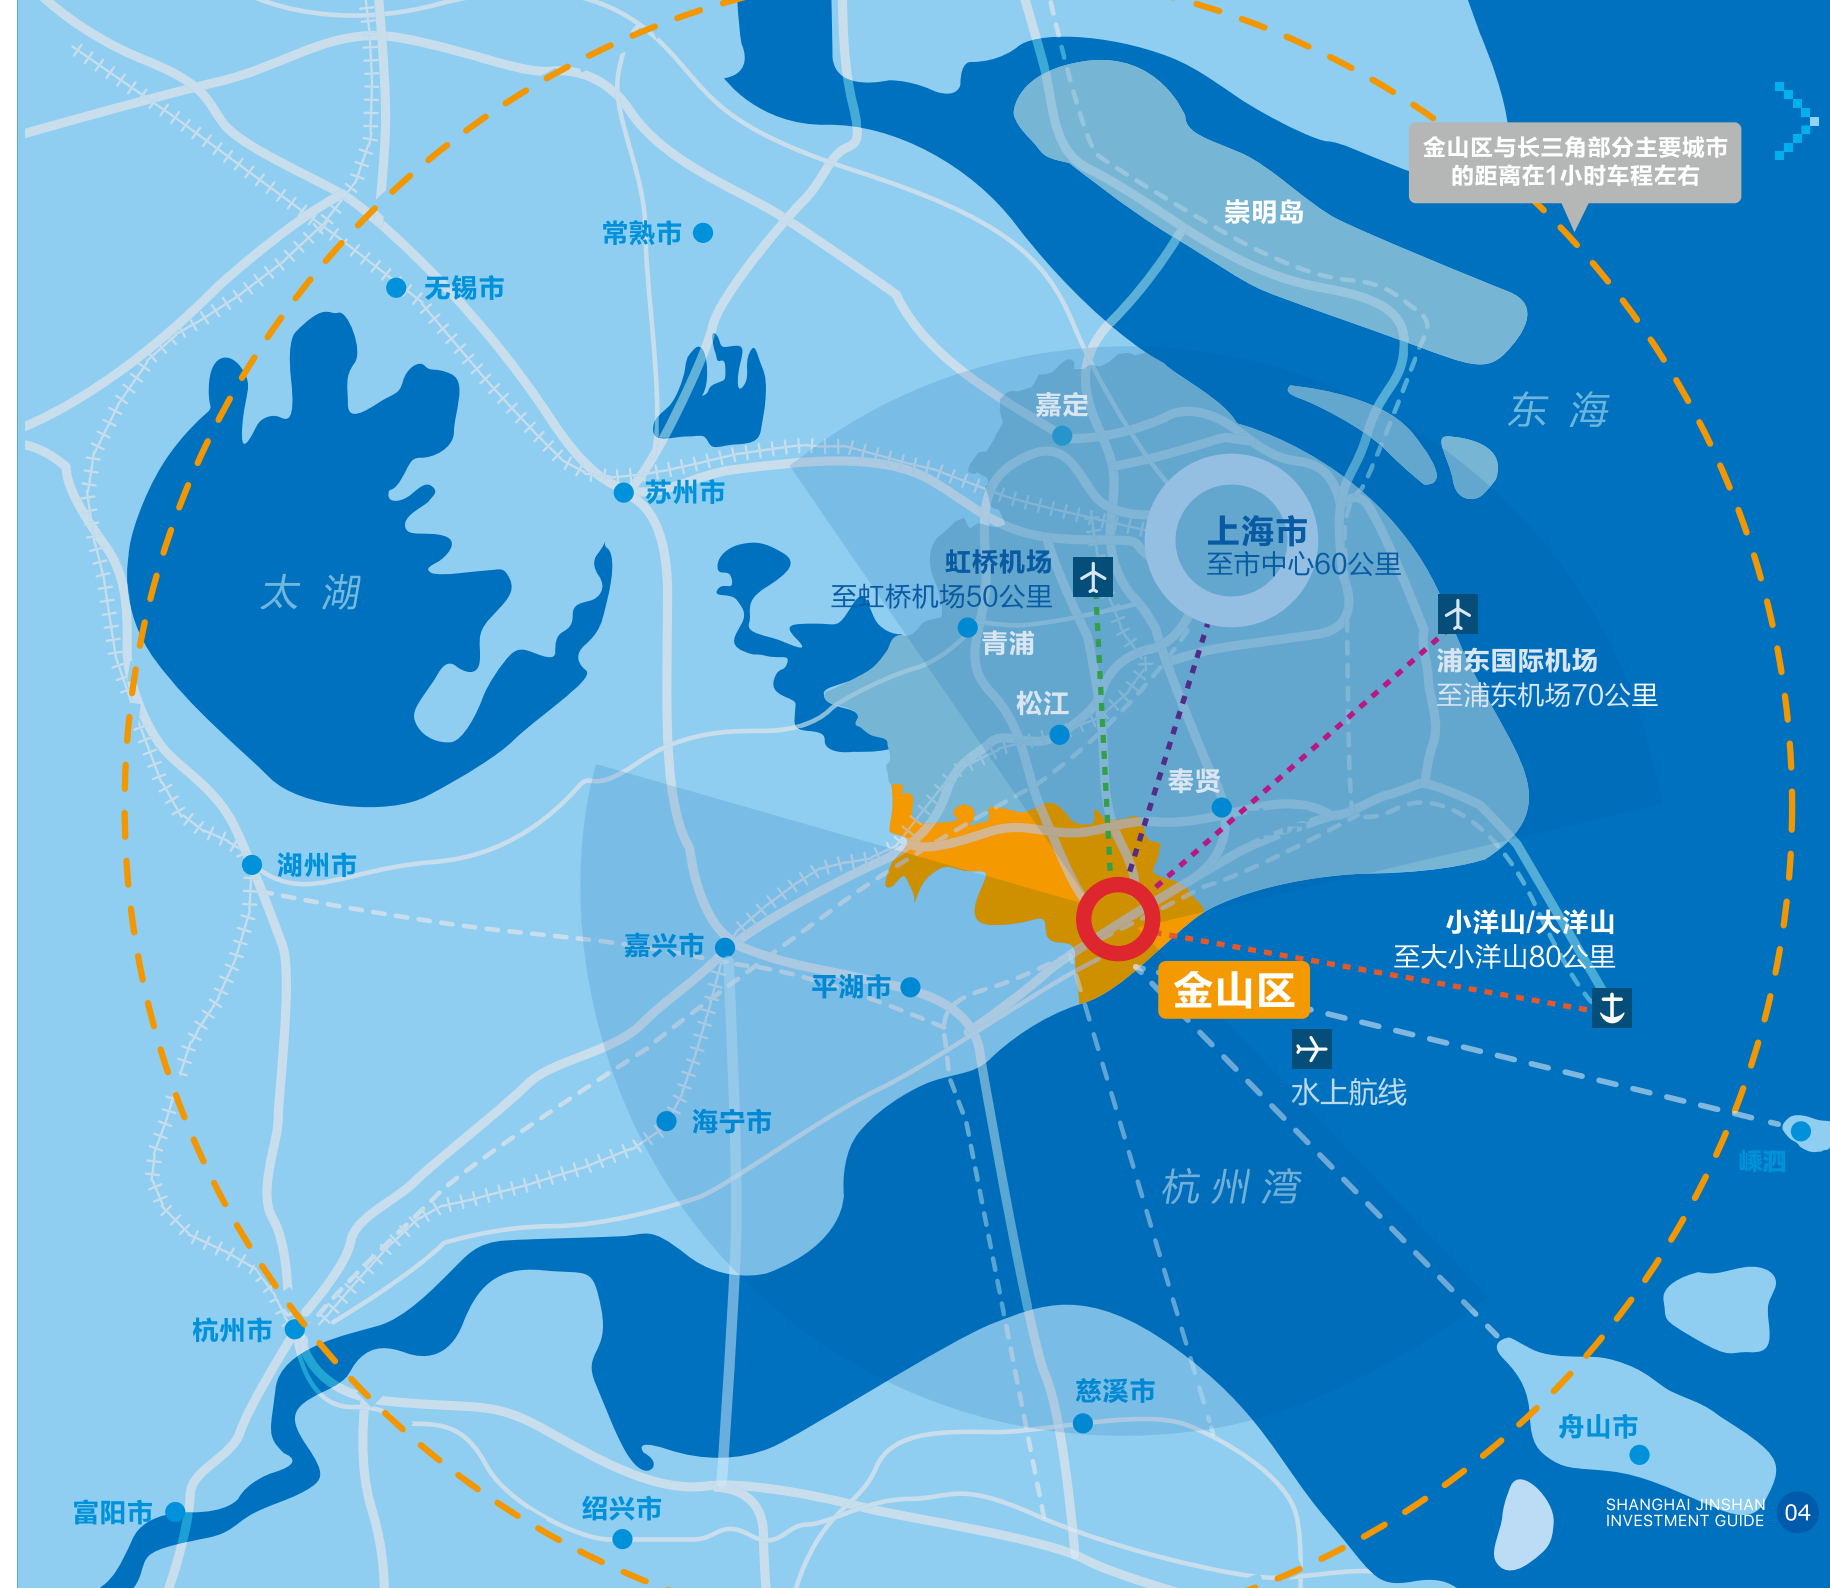 金山区与长三角部分主要城市
的距离在1小时车程左右
崇明岛
常熟市
无锡市
东海
嘉定
苏州市
上海市
至市中心60公里
虹桥机场
至虹桥机场50公里
太湖
青浦
浦东国际机场
至浦东机场70公里
松江
奉贤
湖州市
小洋山/大洋山
至大小洋山80公里
嘉兴市
平湖市
金山区
水上航线
海宁市
嵊泗
杭州湾
杭州市
慈溪市
舟山市
富阳市
绍兴市
SHANGHAI JINSHAN
INVESTMENT GUIDE
04